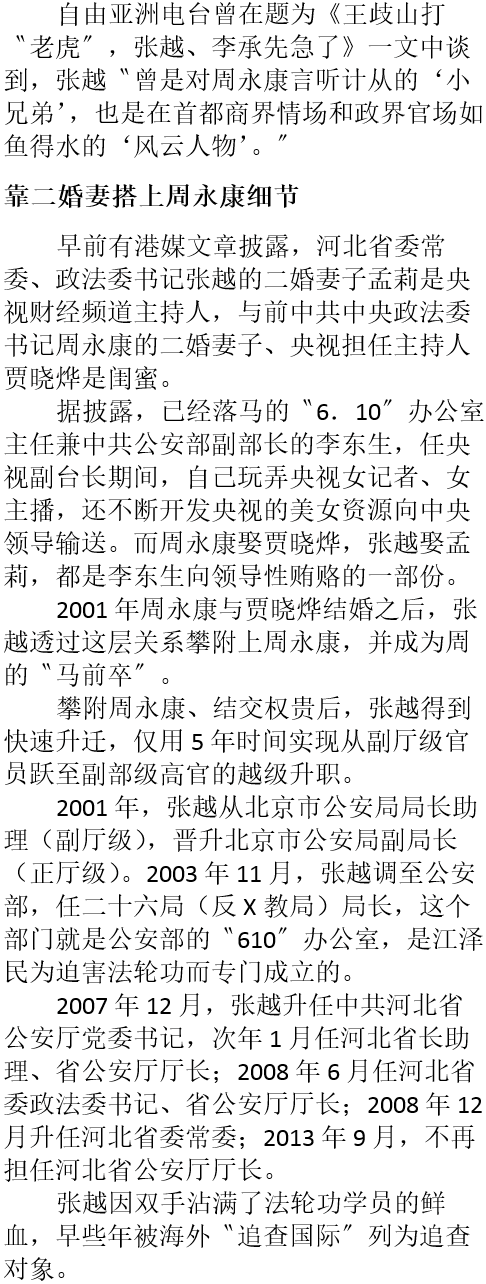 自由亚洲电台曾在题为《王歧山打
〝老虎〞，张越、李承先急了》一文中谈
到，张越〝曾是对周永康言听计从的‘小
兄弟’，也是在首都商界情场和政界官场如
鱼得水的‘风云人物’。〞
靠二婚妻搭上周永康细节
早前有港媒文章披露，河北省委常
委、政法委书记张越的二婚妻子孟莉是央
视财经频道主持人，与前中共中央政法委
书记周永康的二婚妻子、央视担任主持人
贾晓烨是闺蜜。
据披露，已经落马的〝6．10〞办公室
主任兼中共公安部副部长的李东生，任央
视副台长期间，自己玩弄央视女记者、女
主播，还不断开发央视的美女资源向中央
领导输送。而周永康娶贾晓烨，张越娶孟
莉，都是李东生向领导性贿赂的一部份。
2001 年周永康与贾晓烨结婚之后，张
越透过这层关系攀附上周永康，并成为周
的〝马前卒〞。
攀附周永康、结交权贵后，张越得到
快速升迁，仅用 5 年时间实现从副厅级官
员跃至副部级高官的越级升职。
2001 年，张越从北京市公安局局长助
理（副厅级），晋升北京市公安局副局长
（正厅级）。2003 年 11 月，张越调至公安
部，任二十六局（反 X 教局）局长，这个
部门就是公安部的〝610〞办公室，是江泽
民为迫害法轮功而专门成立的。
2007 年 12 月，张越升任中共河北省
公安厅党委书记，次年 1 月任河北省长助
理、省公安厅厅长；2008 年 6 月任河北省
委政法委书记、省公安厅厅长；2008 年 12
月升任河北省委常委；2013 年 9 月，不再
担任河北省公安厅厅长。
张越因双手沾满了法轮功学员的鲜
血，早些年被海外〝追查国际〞列为追查
对象。